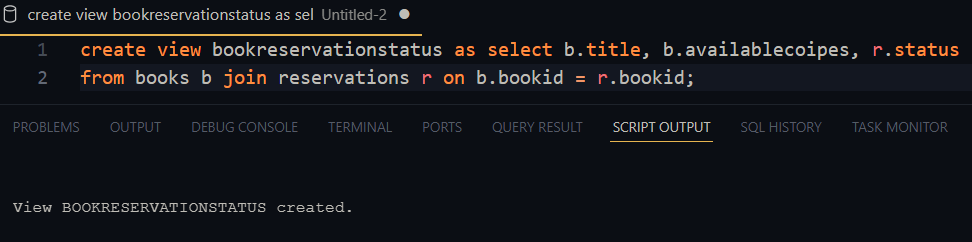 create view bookreservationstatus as sel Untitled-2
1 create view bookreservationstatus as select b.title, b.availablecoipes, r.status
2 from books b join reservations r on b.bookid = r.bookid;
PROBLEMS OUTPUT DEBUG CONSOLE TERMINAL PORTS QUERY RESULT SCRIPT OUTPUT SQL HISTORY TASK MONITOR
View BOOKRESERVATIONSTATUS created.